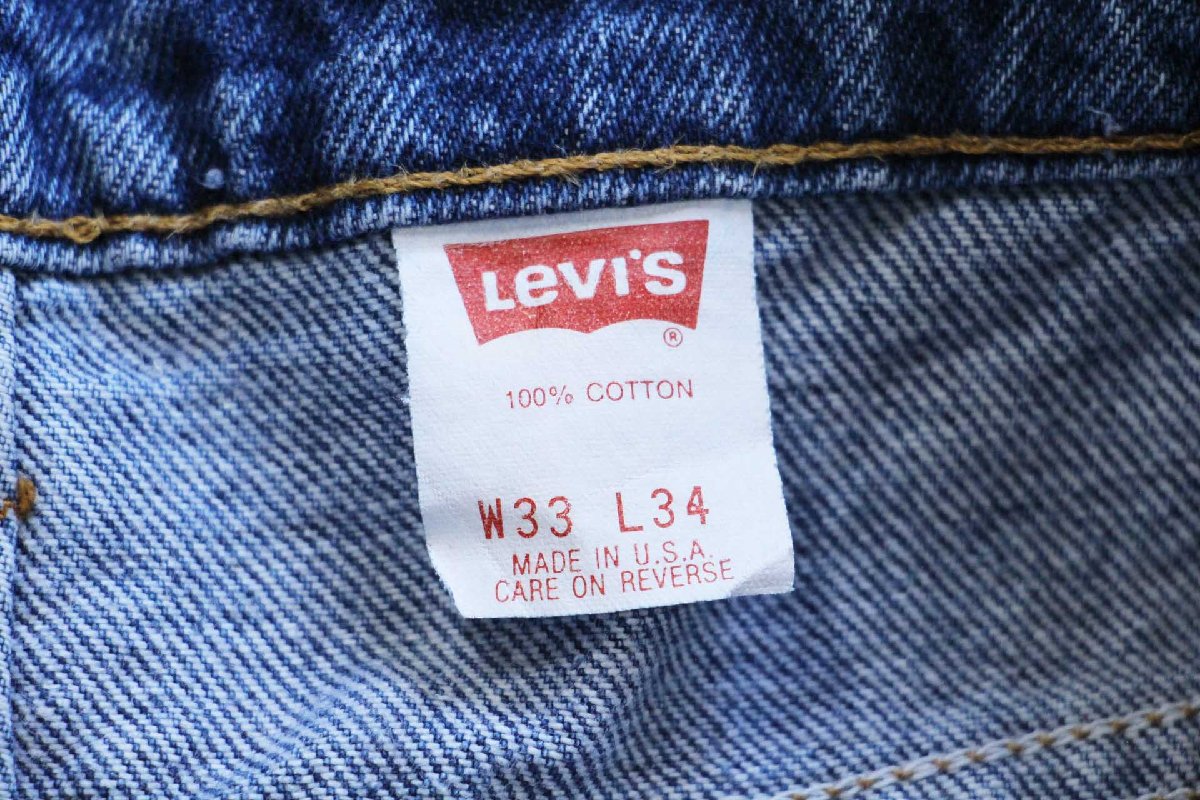 Levi's
®
100% COTTON
W33 L34
MADE IN U.S.A.
CARE ON REVERSE